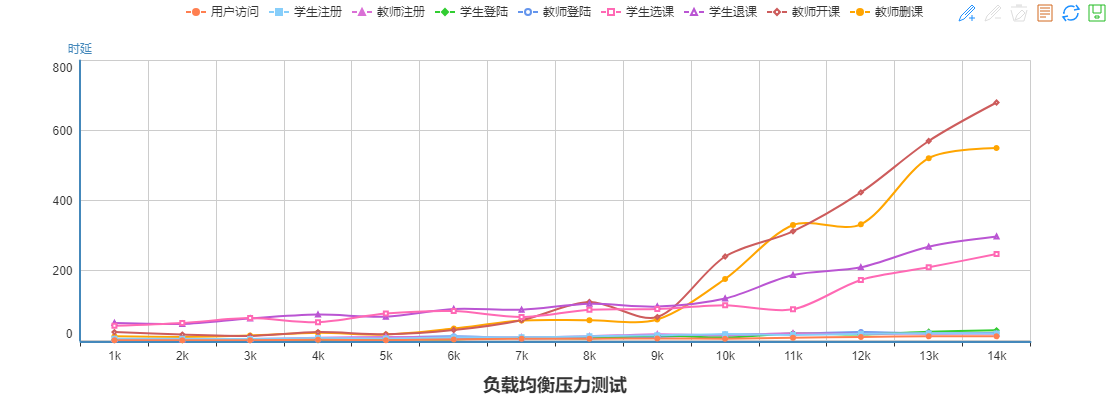 用户访问 学生注册 教师注册 学生登陆 教师登陆 学生选课 学生退课 教师开课 教师删课
时延
800
600
400
200
0
1k 2k 3k 4k 5k 6k 7k 8k 9k 10k 11k 12k 13k 14k
负载均衡压力测试